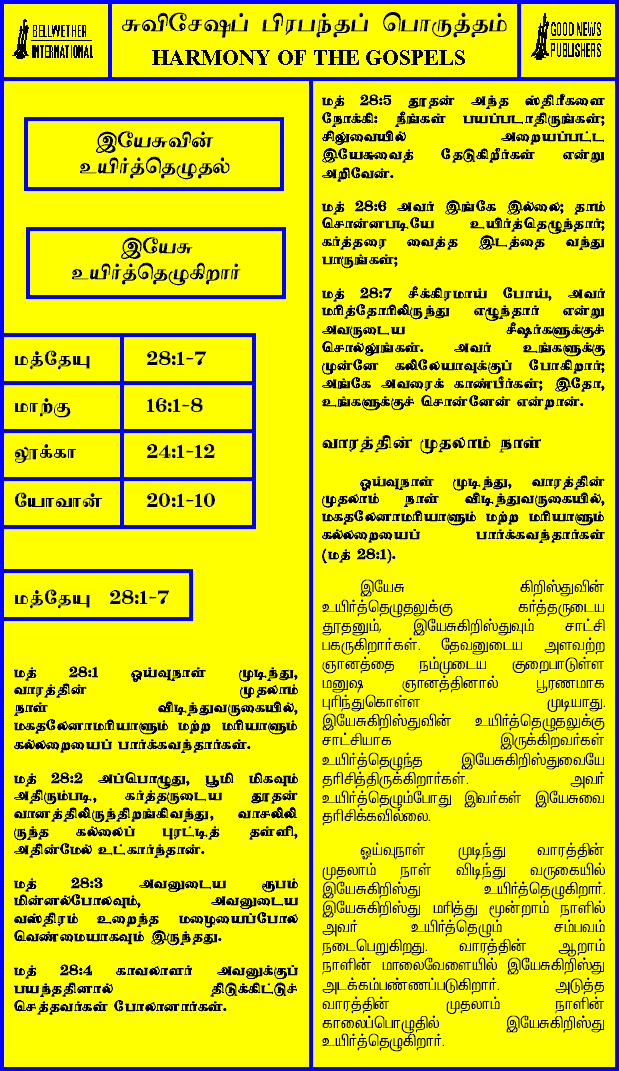 BELLWETHER
INTERNATIONAL
சுவிசேஷப் பிரபந்தப் பொருத்தம்
HARMONY OF THE GOSPELS
GOOD NEWS
PUBLISHERS
இயேசுவின்
உயிர்த்தெழுதல்
இயேசு
உயிர்த்தெழுகிறார்
மத்தேயு 28:1-7
மாற்கு 16:1-8
லூக்கா 24:1-12
யோவான் 20:1-10
மத்தேயு 28:1-7
மத் 28:1 ஓய்வுநாள் முடிந்து,
வாரத்தின் முதலாம்
நாள் விடிந்துவருகையில்,
மகதலேனாமரியாளும் மற்ற மரியாளும்
கல்லறையைப் பார்க்கவந்தார்கள்.
மத் 28:2 அப்பொழுது, பூமி மிகவும்
அதிரும்படி, கர்த்தருடைய தூதன்
வானத்திலிருந்திறங்கிவந்து, வாசலிலி
ருந்த கல்லைப் புரட்டித் தள்ளி,
அதின்மேல் உட்கார்ந்தான்.
மத் 28:3 அவனுடைய ரூபம்
மின்னல்போலவும், அவனுடைய
வஸ்திரம் உறைந்த மழையைப்போல
வெண்மையாகவும் இருந்தது.
மத் 28:4 காவலாளர் அவனுக்குப்
பயந்ததினால் திடுக்கிட்டுச்
செத்தவர்கள் போலானார்கள்.
மத் 28:5 தூதன் அந்த ஸ்திரீகளை
நோக்கி: நீங்கள் பயப்படாதிருங்கள்;
சிலுவையில் அறையப்பட்ட
இயேசுவைத் தேடுகிறீர்கள் என்று
அறிவேன்.
மத் 28:6 அவர் இங்கே இல்லை; தாம்
சொன்னபடியே உயிர்த்தெழுந்தார்;
கர்த்தரை வைத்த இடத்தை வந்து
பாருங்கள்;
மத் 28:7 சீக்கிரமாய் போய், அவர்
மரித்தோரிலிருந்து எழுந்தார் என்று
அவருடைய சீஷர்களுக்குச்
சொல்லுங்கள். அவர் உங்களுக்கு
முன்னே கலிலேயாவுக்குப் போகிறார்;
அங்கே அவரைக் காண்பீர்கள்; இதோ,
உங்களுக்குச் சொன்னேன் என்றான்.
வாரத்தின் முதலாம் நாள்
ஓய்வுநாள் முடிந்து, வாரத்தின்
முதலாம் நாள் விடிந்துவருகையில்,
மகதலேனாமரியாளும் மற்ற மரியாளும்
கல்லறையைப் பார்க்கவந்தார்கள்
(மத் 28:1).
இயேசு கிறிஸ்துவின்
உயிர்த்தெழுதலுக்கு கர்த்தருடைய
தூதனும், இயேசுகிறிஸ்துவும் சாட்சி
பகருகிறார்கள். தேவனுடைய அளவற்ற
ஞானத்தை நம்முடைய குறைபாடுள்ள
மனுஷ ஞானத்தினால் பூரணமாக
புரிந்துகொள்ள முடியாது.
இயேசுகிறிஸ்துவின் உயிர்த்தெழுதலுக்கு
சாட்சியாக இருக்கிறவர்கள்
உயிர்த்தெழுந்த இயேசுகிறிஸ்துவையே
தரிசித்திருக்கிறார்கள். அவர்
உயிர்த்தெழும்போது இவர்கள் இயேசுவை
தரிசிக்கவில்லை.
ஓய்வுநாள் முடிந்து வாரத்தின்
முதலாம் நாள் விடிந்து வருகையில்
இயேசுகிறிஸ்து உயிர்த்தெழுகிறார்.
இயேசுகிறிஸ்து மரித்து மூன்றாம் நாளில்
அவர் உயிர்த்தெழும் சம்பவம்
நடைபெறுகிறது. வாரத்தின் ஆறாம்
நாளின் மாலைவேளையில் இயேசுகிறிஸ்து
அடக்கம்பண்ணப்படுகிறார். அடுத்த
வாரத்தின் முதலாம் நாளின்
காலைப்பொழுதில் இயேசுகிறிஸ்து
உயிர்த்தெழுகிறார்.